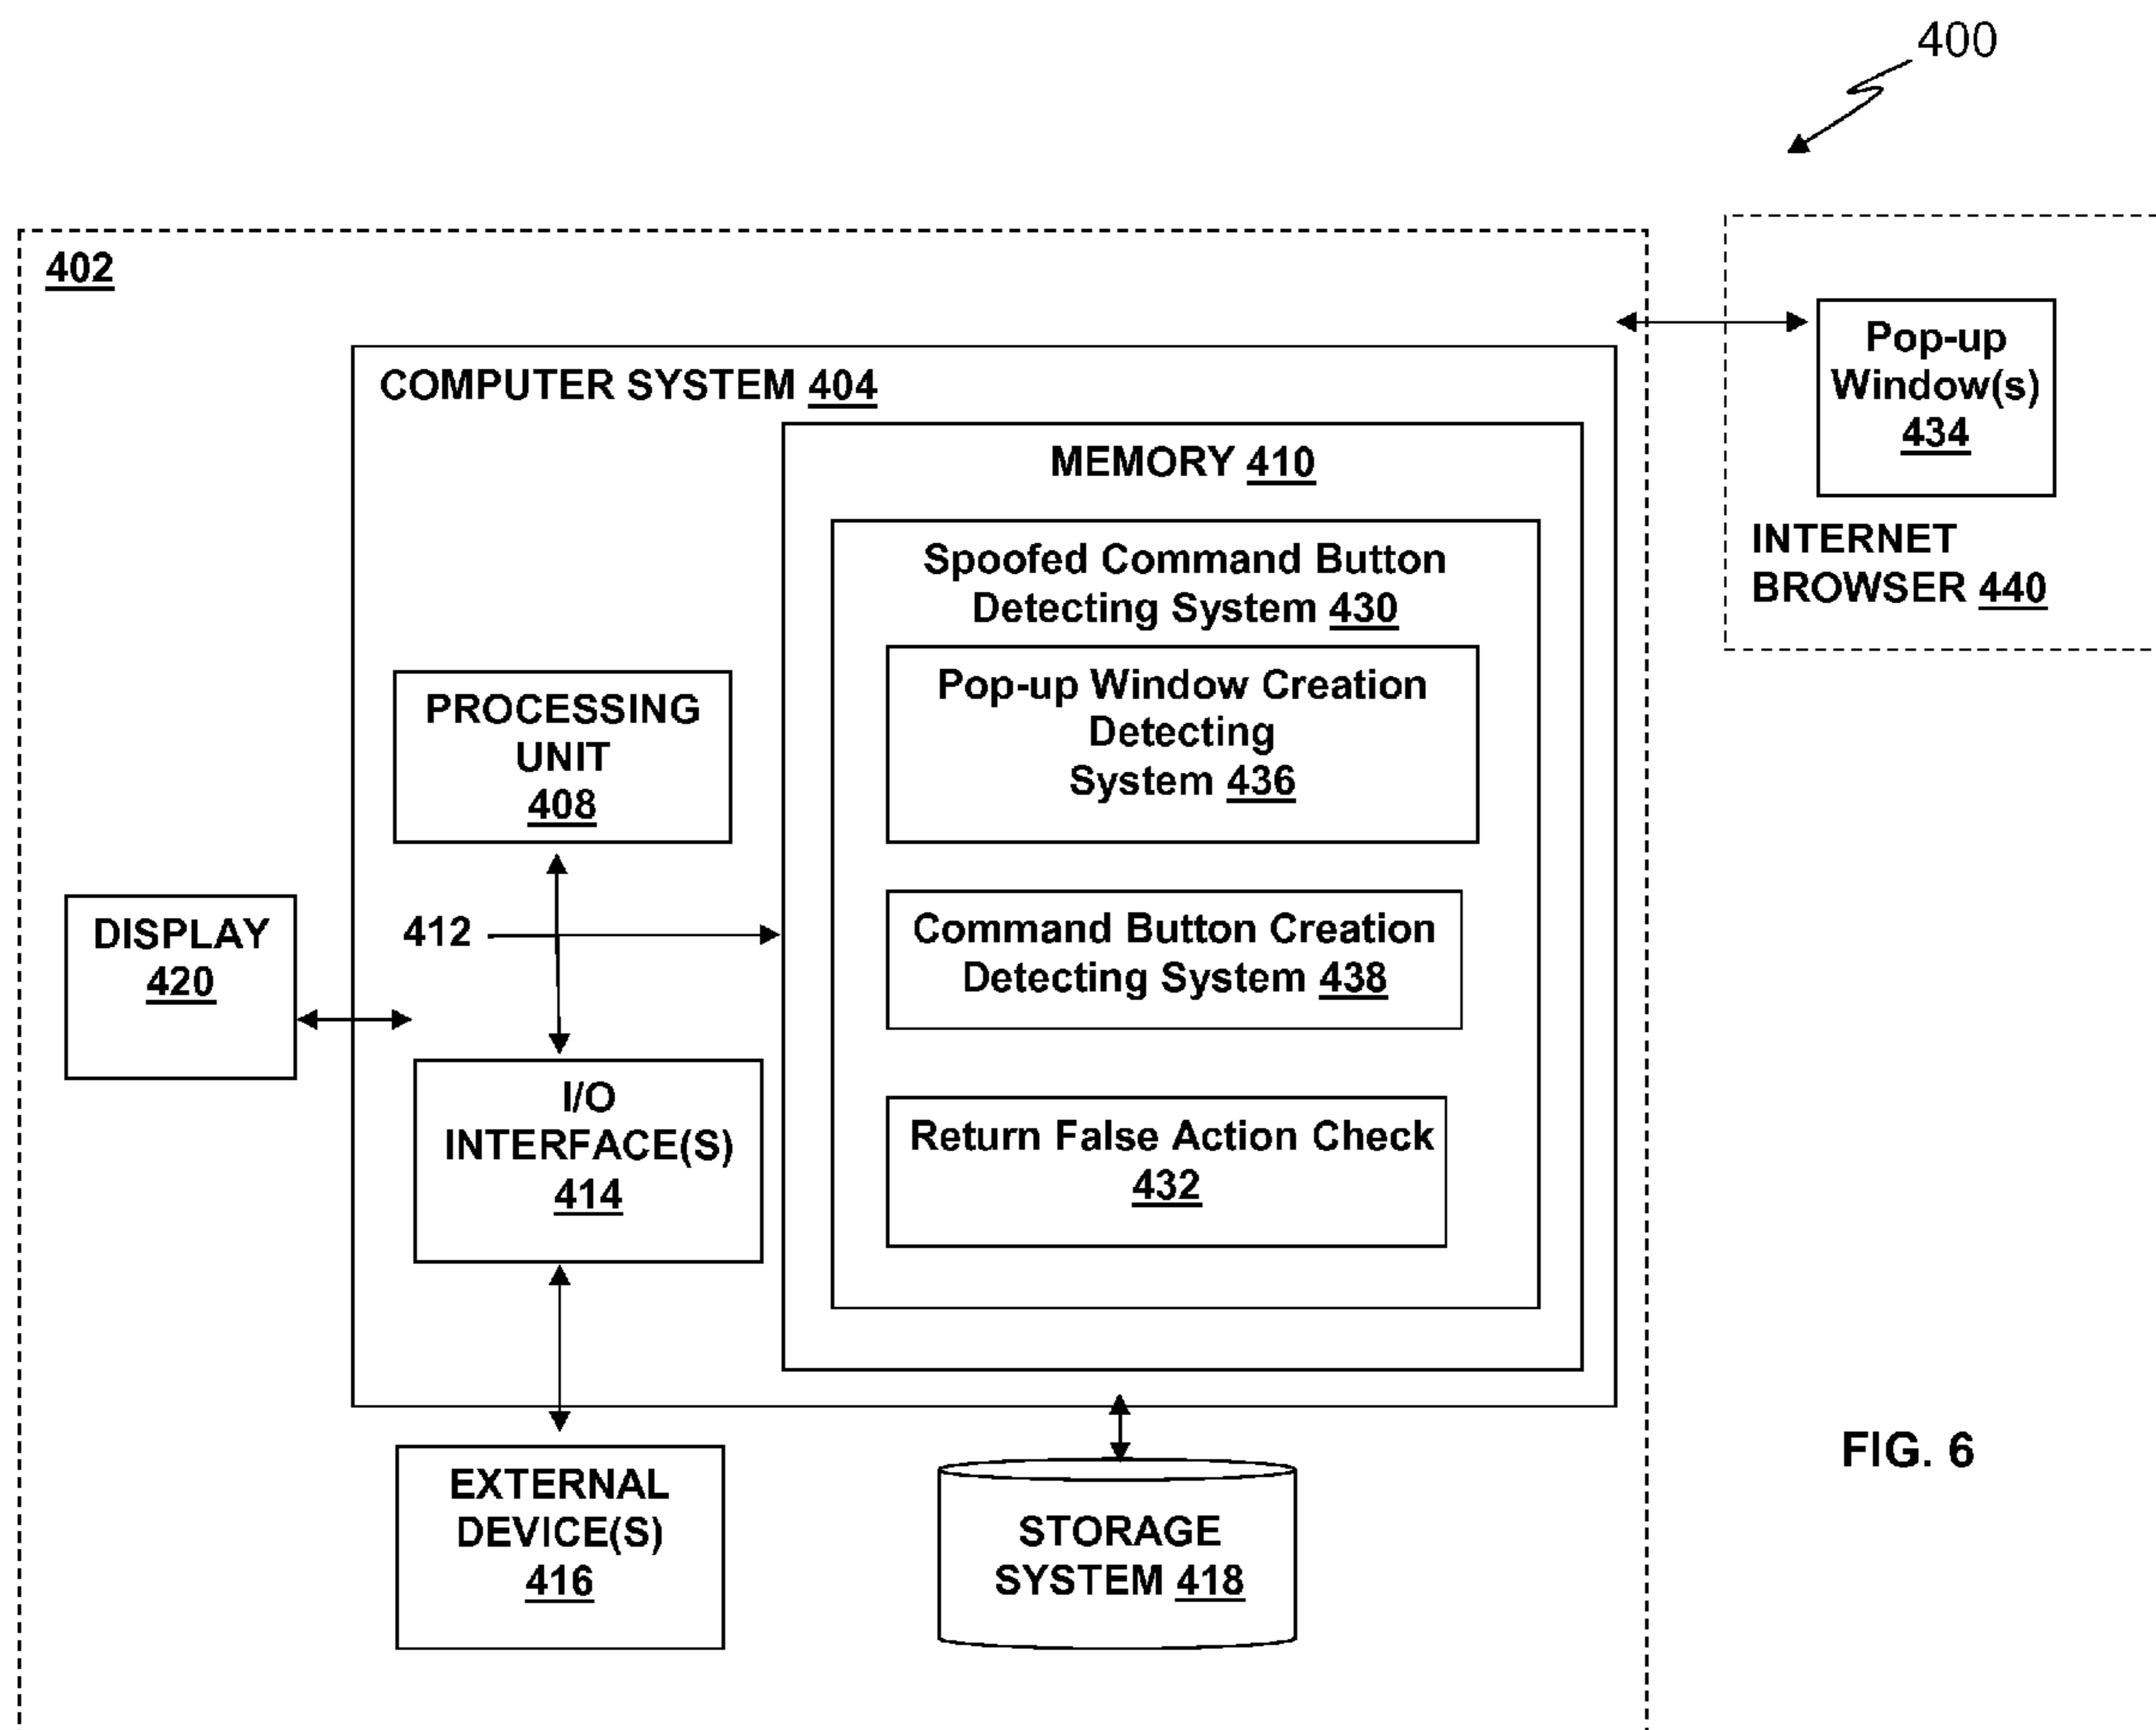 400
402
COMPUTER SYSTEM 404
MEMORY 410
Spoofed Command Button
Detecting System 430
Pop-up Window Creation
Detecting
System 436
Command Button Creation
Detecting System 438
Return False Action Check
432
PROCESSING
UNIT
408
412
I/O
INTERFACE(S)
414
DISPLAY
420
EXTERNAL
DEVICE(S)
416
STORAGE
SYSTEM 418
Pop-up
Window(s)
434
INTERNET
BROWSER 440
FIG. 6